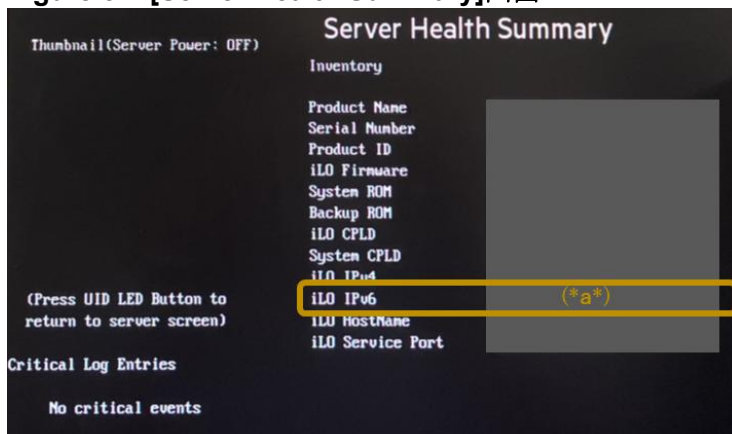 Thumbnail(Server Power: OFF)
Server Health Summary
Inventory
Product Name
Serial Number
Product ID
iLO Firmware
System ROM
Backup ROM
iLO CPLD
System CPLD
iLO IPv4
iLO IPv6 (*a*)
iLO HostName
iLO Service Port
(Press UID LED Button to
return to server screen)
Critical Log Entries
No critical events